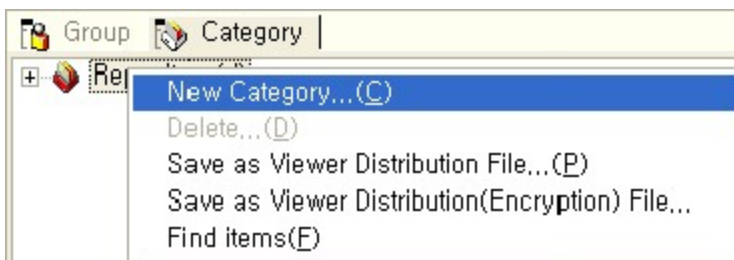 Group Category
New Category...(C)
Delete...(D)
Save as Viewer Distribution File...(P)
Save as Viewer Distribution(Encryption) File...
Find items(F)